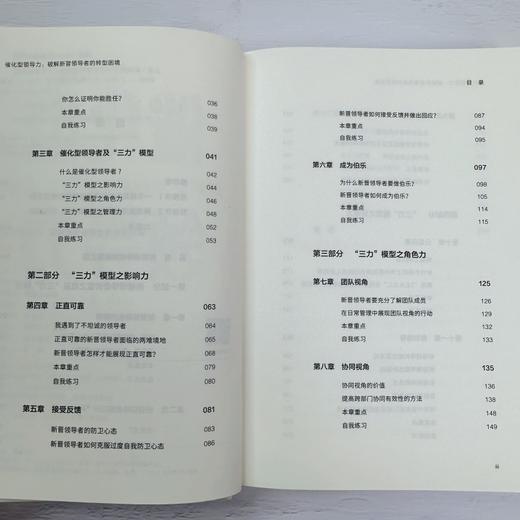 催化型领导力：破解新晋领导者的转型困境
你怎么证明你能胜任？ 036
本章重点 038
自我练习 039
第三章 催化型领导者及“三力”模型 041
什么是催化型领导者？ 042
“三力”模型之影响力 044
“三力”模型之角色力 046
“三力”模型之管理力 048
本章重点 052
自我练习 053
第二部分 “三力”模型之影响力
第四章 正直可靠 063
我遇到了不坦诚的领导者 064
正直可靠的新晋领导者面临的两难境地 065
新晋领导者怎样才能展现正直可靠？ 068
本章重点 079
自我练习 080
第五章 接受反馈 081
新晋领导者的防卫心态 083
新晋领导者如何克服过度自我防卫心态 086
目 录
新晋领导者如何接受反馈并做出回应？ 087
本章重点 094
自我练习 095
第六章 成为伯乐 097
为什么新晋领导者要做伯乐？ 098
新晋领导者如何成为伯乐？ 105
本章重点 114
自我练习 115
第三部分 “三力”模型之角色力
第七章 团队视角 125
新晋领导者要充分了解团队成员 126
在日常管理中展现团队视角的行动 127
本章重点 132
自我练习 133
第八章 协同视角 135
协同视角的价值 136
提高跨部门协同有效性的方法 138
本章重点 148
自我练习 149
iii